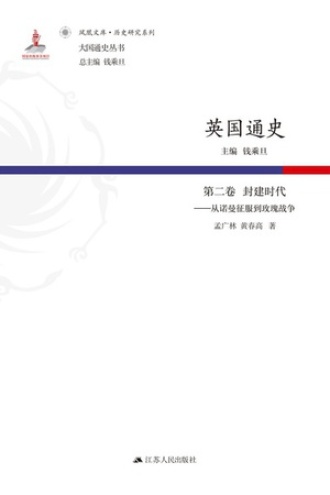 凤凰文库·历史研究系列
大国通史丛书
总主编 钱乘旦
英国通史
主编 钱乘旦
第二卷 封建时代
——从诺曼征服到玫瑰战争
孟广林 黄春高 著
江苏人民出版社